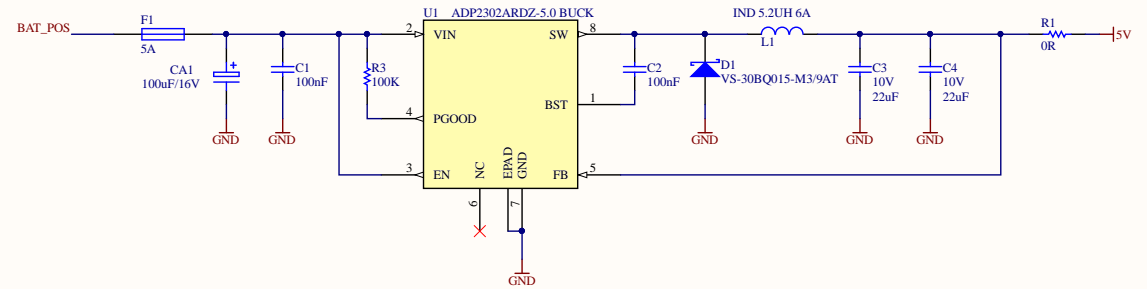 U1 ADP2302ARDZ-5.0 BUCK
IND 5.2UH 6A
BAT_POS
F1
5A
2
VIN
SW
8
L1
R1
0R
5V
CA1
100uF/16V
+
C1
100nF
R3
100K
C2
100nF
D1
VS-30BQ015-M3/9AT
C3
10V
22uF
C4
10V
22uF
4
PGOOD
BST
1
GND
GND
GND
GND
GND
3
EN
NC
EPAD
GND
FB
5
6
7
GND